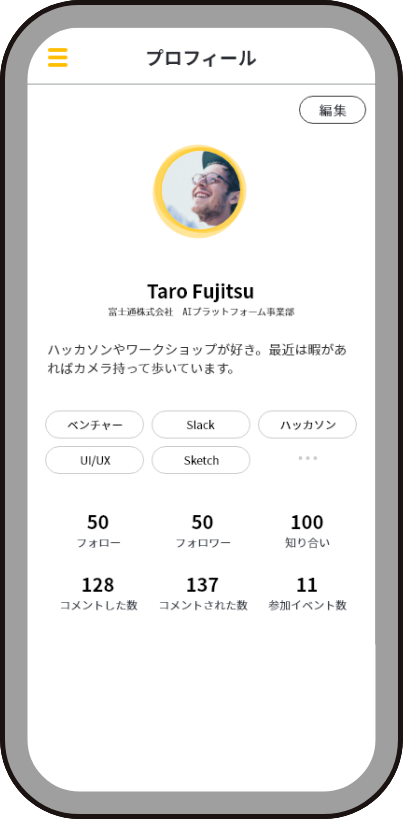 プロフィール
編集
Taro Fujitsu
富士通株式会社　AIプラットフォーム事業部
ハッカソンやワークショップが好き。最近は暇があ
ればカメラ持って歩いています。
ベンチャー
Slack
ハッカソン
UI/UX
Sketch
50
50
100
フォロー
フォロワー
知り合い
128
137
11
コメントした数
コメントされた数
参加イベント数